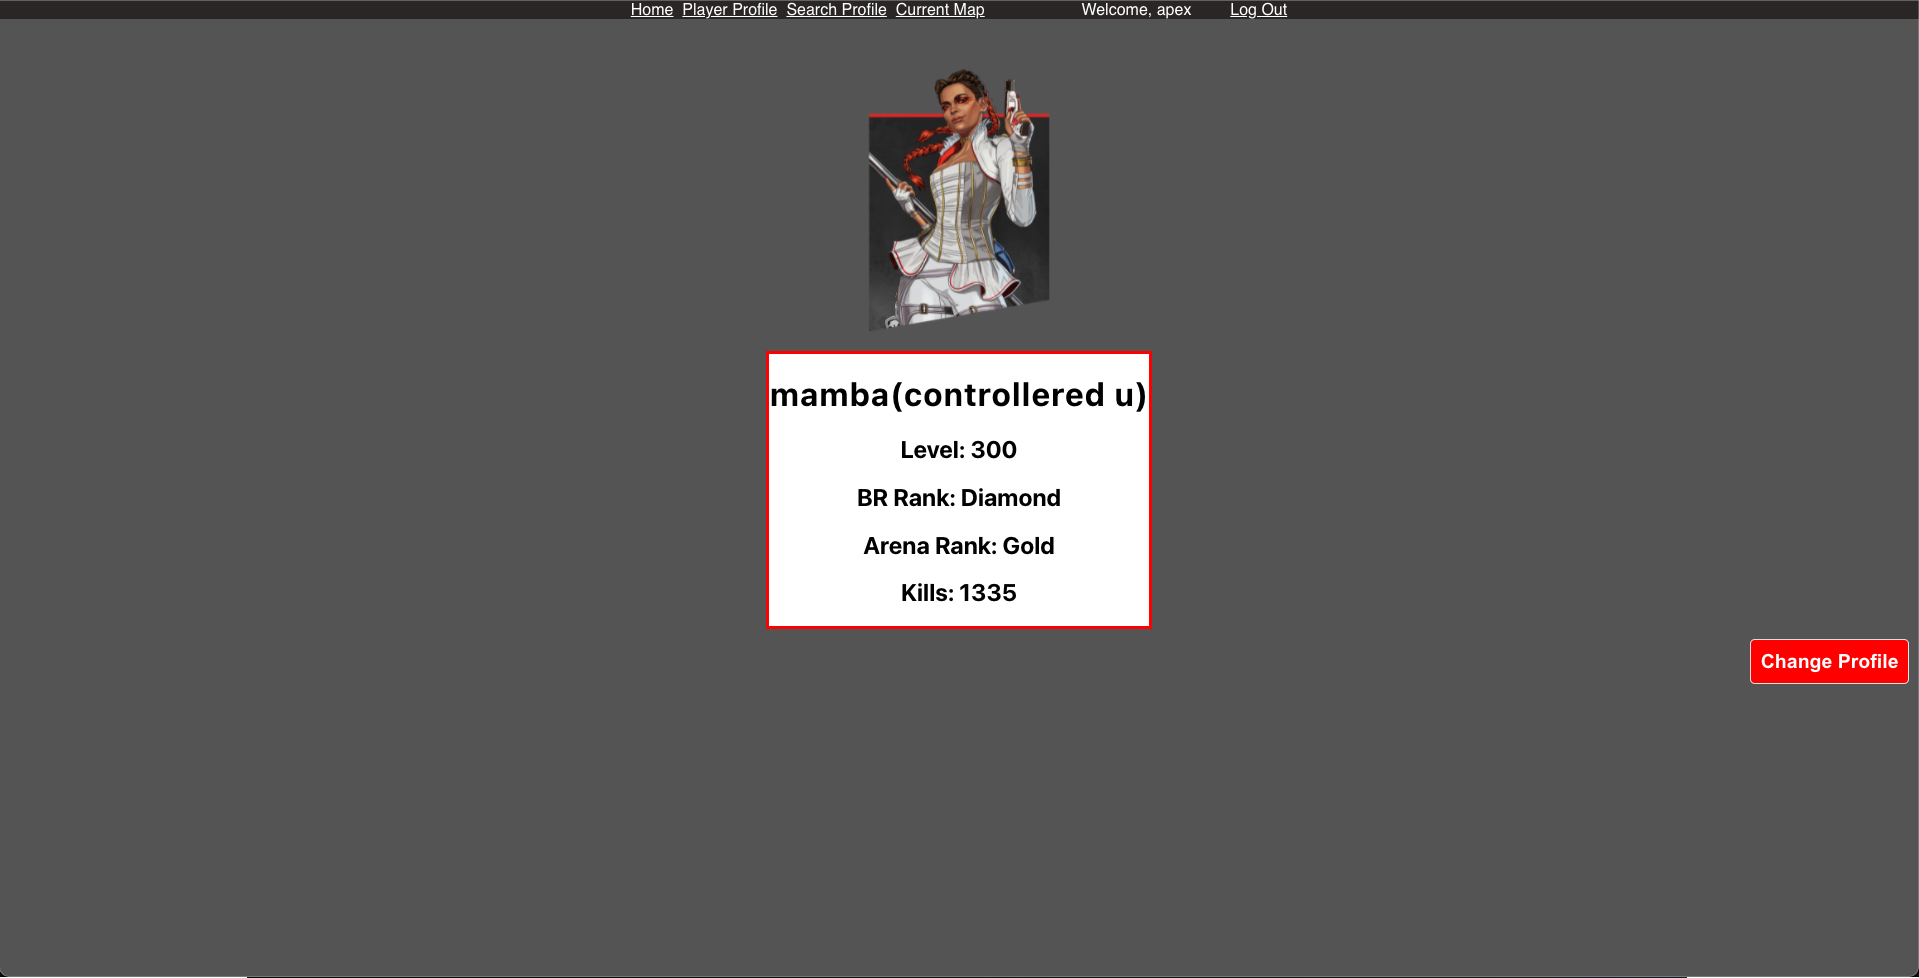 Home Player Profile Search Profile Current Map Welcome, apex Log Out
mamba(controllered u)
Level: 300
BR Rank: Diamond
Arena Rank: Gold
Kills: 1335
Change Profile